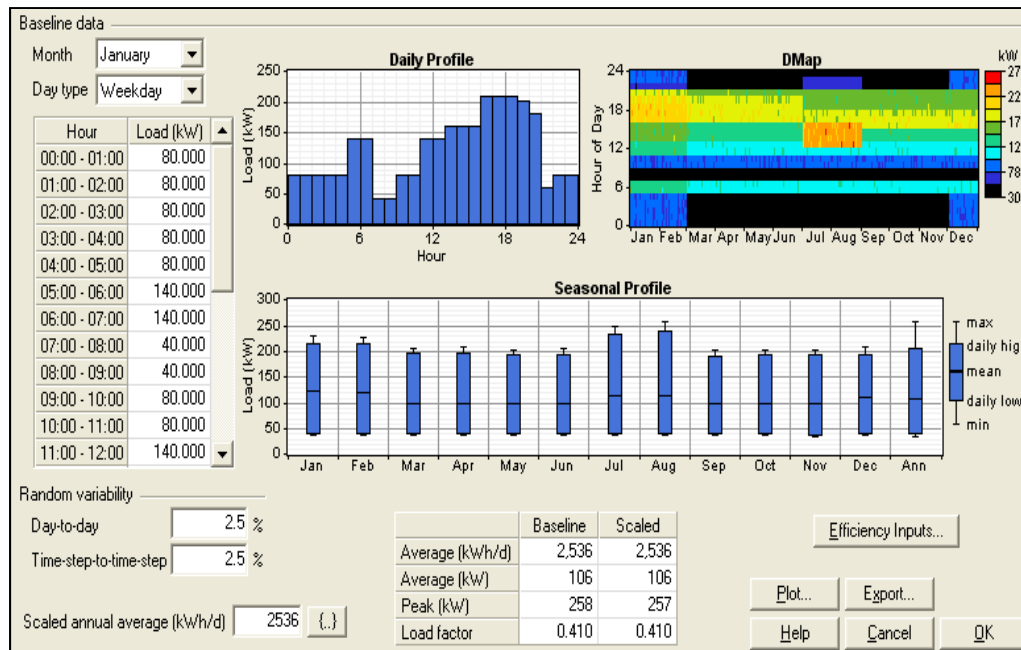 Baseline data
Month January
Day type Weekday
Hour Load (kW)
00:00 - 01:00 80.000
01:00 - 02:00 80.000
02:00 - 03:00 80.000
03:00 - 04:00 80.000
04:00 - 05:00 80.000
05:00 - 06:00 140.000
06:00 - 07:00 140.000
07:00 - 08:00 40.000
08:00 - 09:00 40.000
09:00 - 10:00 80.000
10:00 - 11:00 80.000
11:00 - 12:00 140.000
Daily Profile
Load (kW)
250
200
150
100
50
0
0 6 12 18 24
Hour
DMap
Hour of Day
24
18
12
6
0
Jan Feb Mar Apr May Jun Jul Aug Sep Oct Nov Dec
kW
27
22
17
12
78
30
Seasonal Profile
Load (kW)
300
250
200
150
100
50
0
Jan Feb Mar Apr May Jun Jul Aug Sep Oct Nov Dec Ann
max
daily hig
mean
daily low
min
Random variability
Day-to-day 2.5 %
Time-step-to-time-step 2.5 %
Scaled annual average (kWh/d) 2536 {..}
Baseline Scaled
Average (kWh/d) 2,536 2,536
Average (kW) 106 106
Peak (kW) 258 257
Load factor 0.410 0.410
Efficiency Inputs...
Plot... Export...
Help Cancel OK